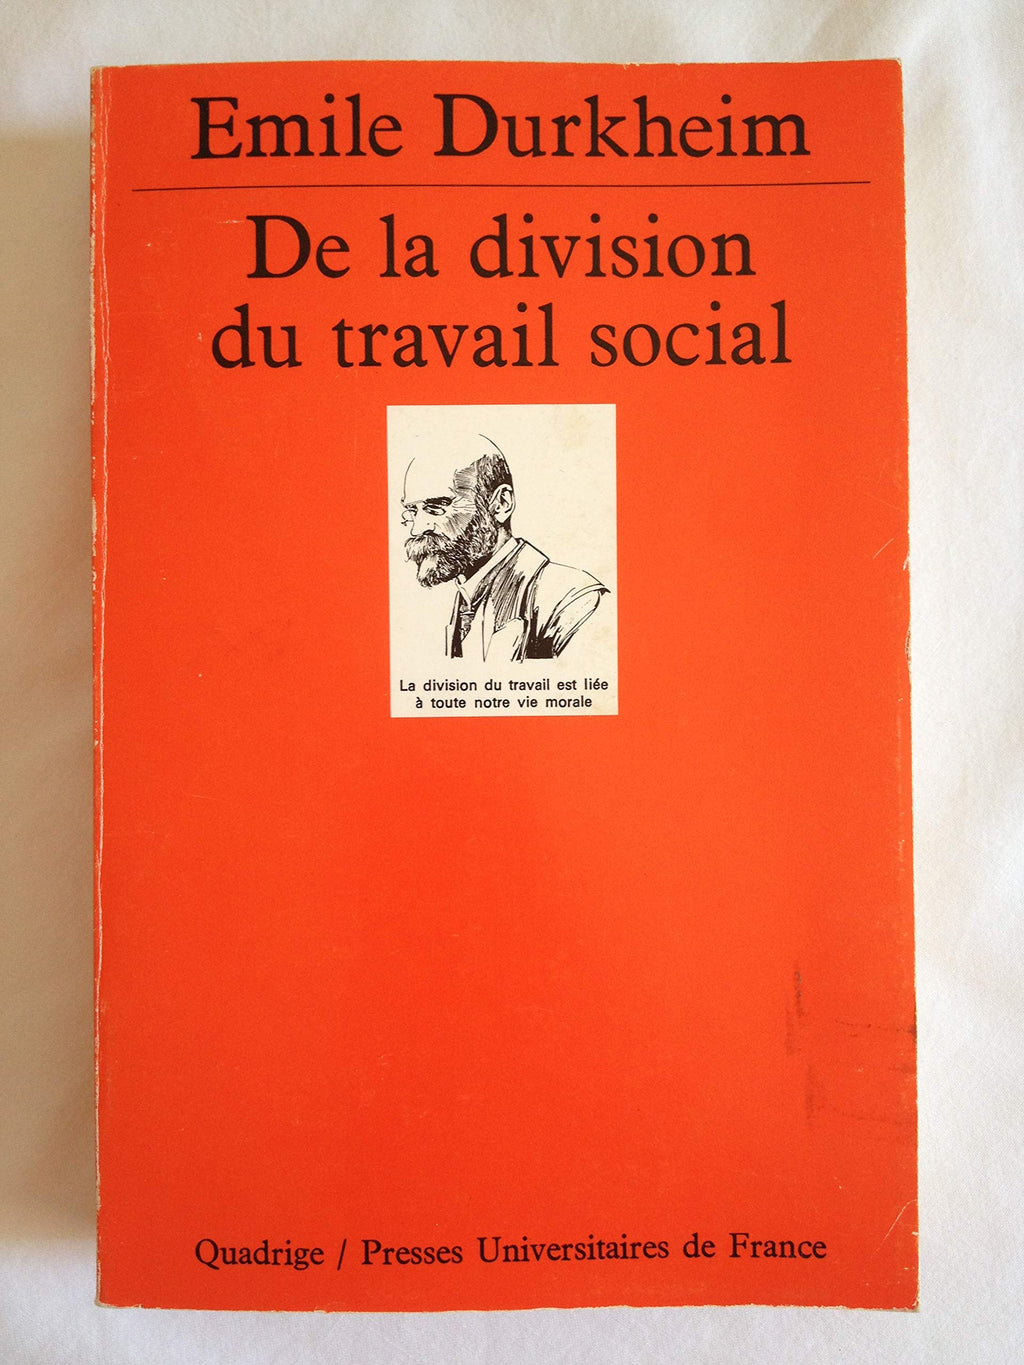 Emile Durkheim
De la division
du travail social
La division du travail est liée
à toute notre vie morale
Quadrige / Presses Universitaires de France